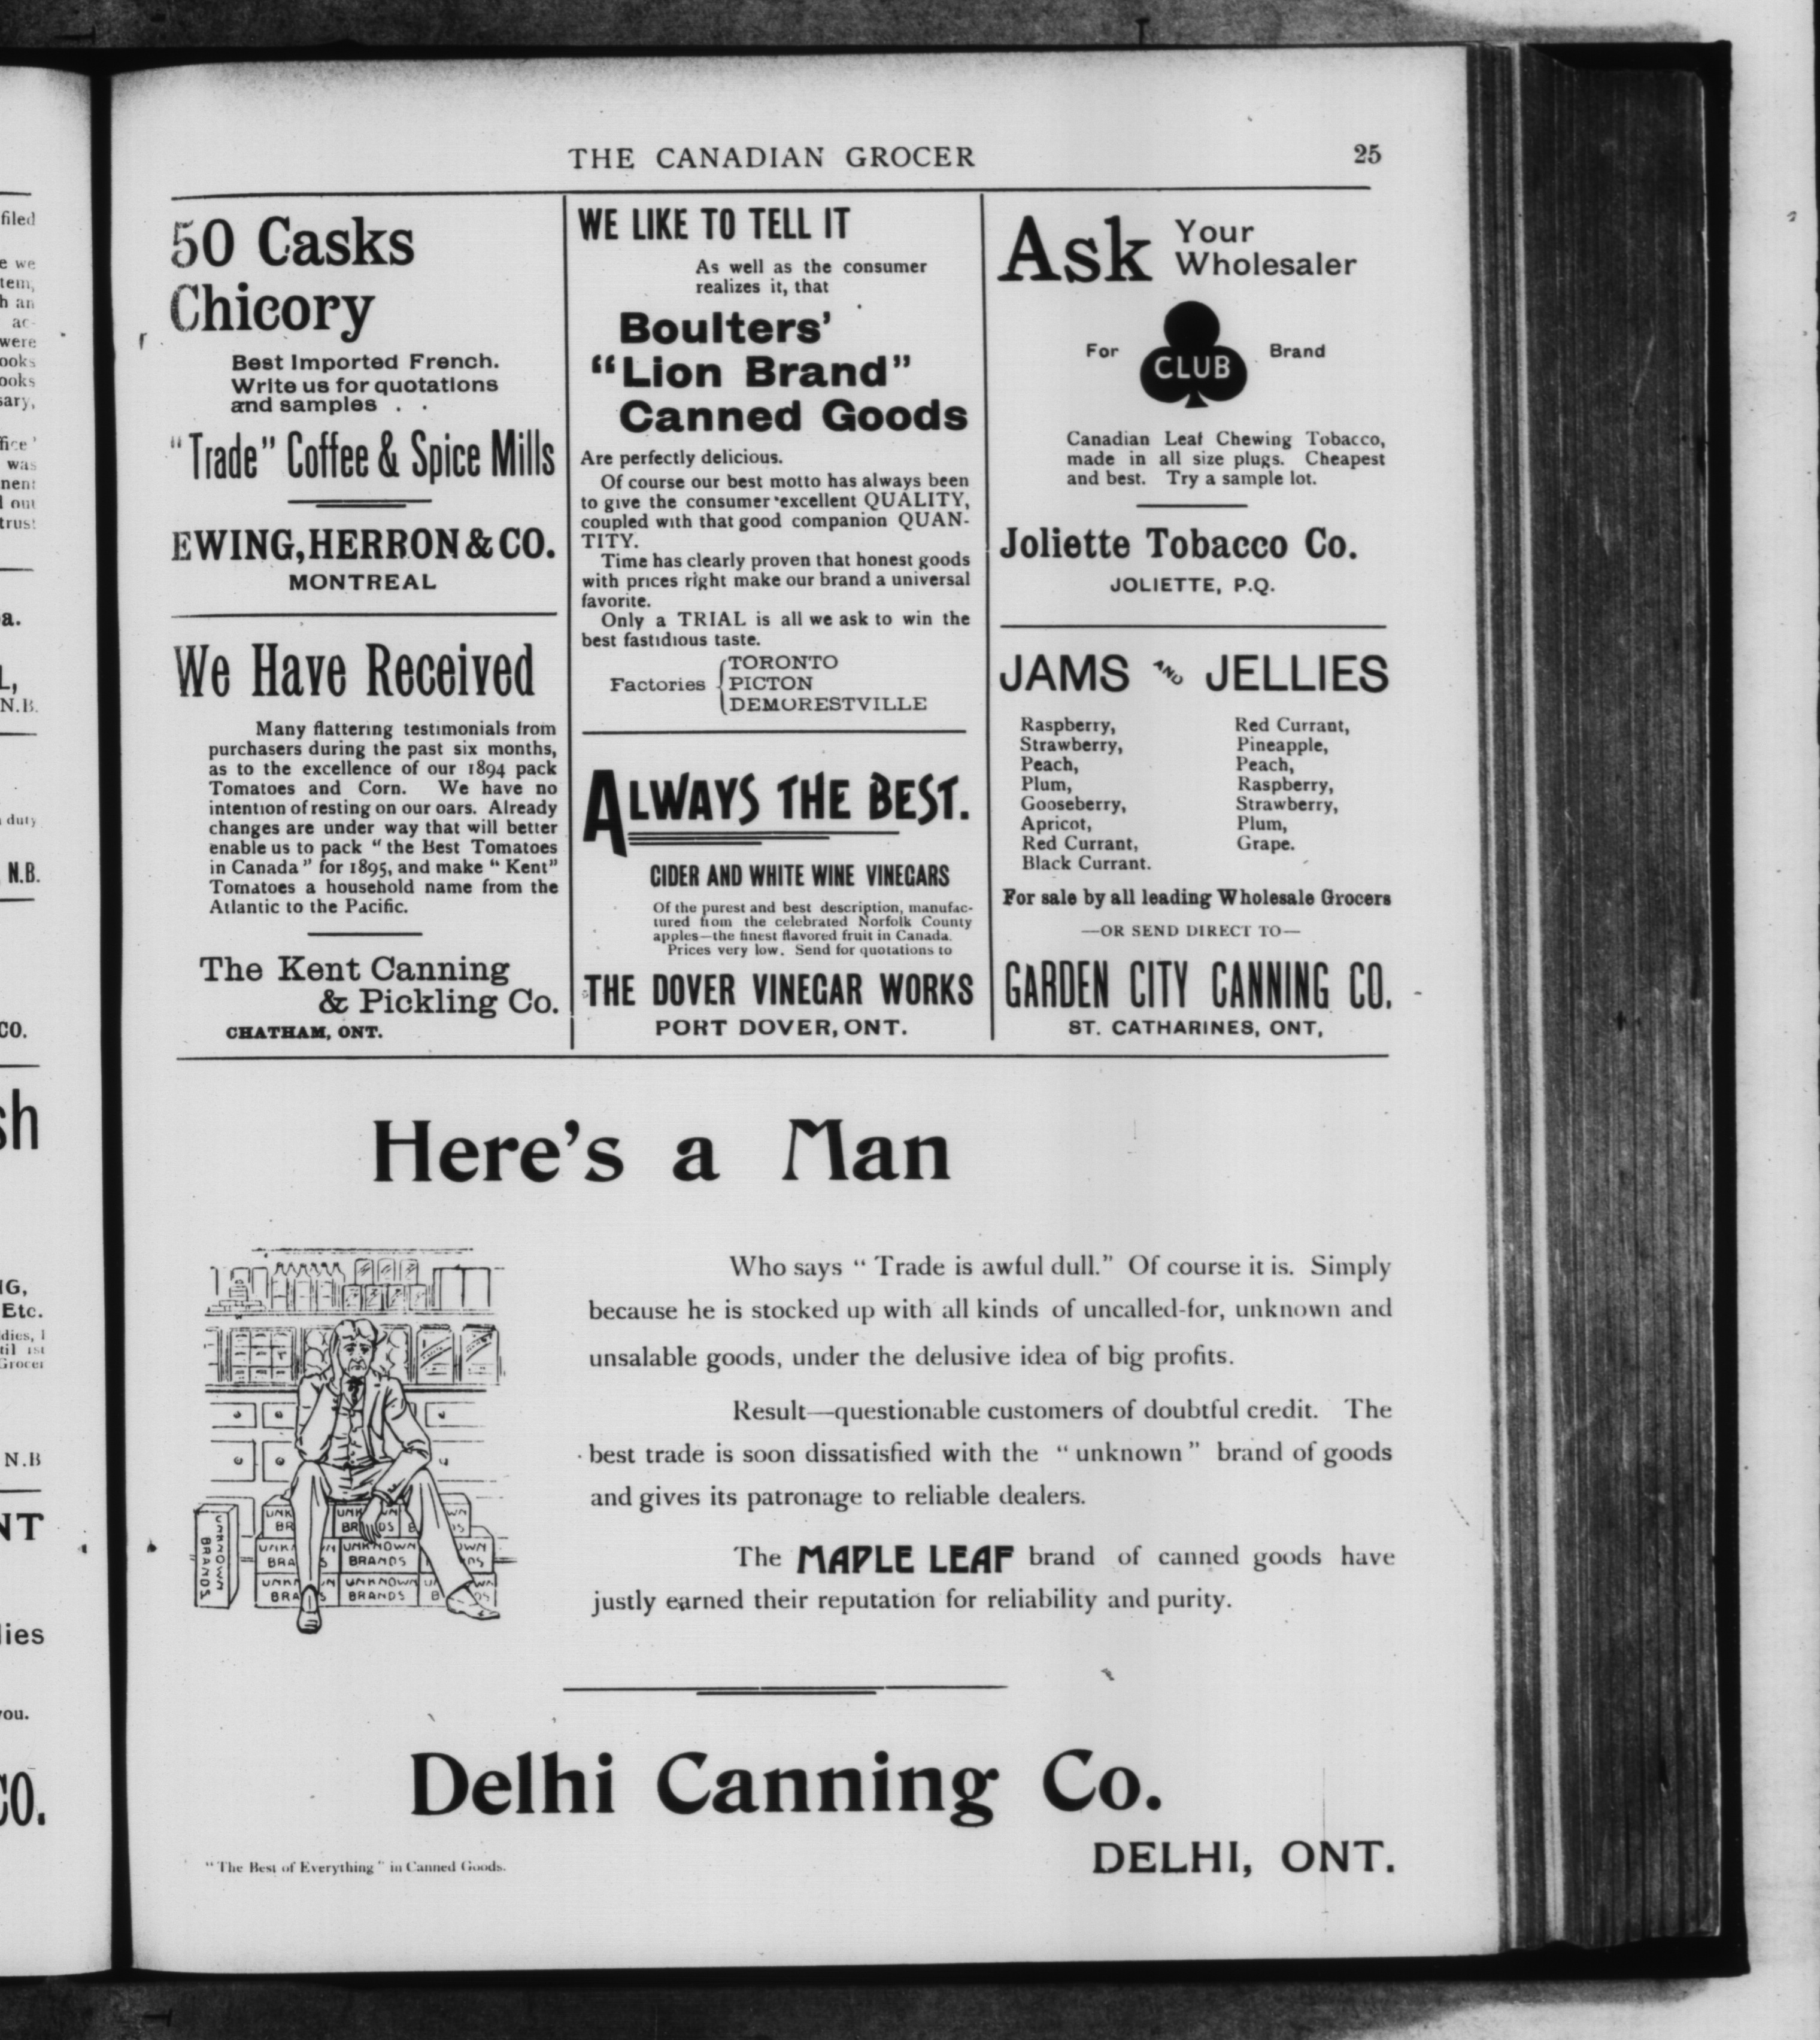 THE CANADIAN GROCER
25
50 Casks
Chicory
Best Imported French.
Write us for quotations
and samples . .
"Trade" Coffee & Spice Mills
EWING, HERRON & CO.
MONTREAL
We Have Received
Many flattering testimonials from
purchasers during the past six months,
as to the excellence of our 1894 pack
Tomatoes and Corn. We have no
intention of resting on our oars. Already
changes are under way that will better
enable us to pack "the Best Tomatoes
in Canada" for 1895, and make "Kent"
Tomatoes a household name from the
Atlantic to the Pacific.
The Kent Canning
& Pickling Co.
CHATHAM, ONT.
WE LIKE TO TELL IT
As well as the consumer
realizes it, that
Boulters'
"Lion Brand"
Canned Goods
Are perfectly delicious.
Of course our best motto has always been
to give the consumer excellent QUALITY,
coupled with that good companion QUAN-
TITY.
Time has clearly proven that honest goods
with prices right make our brand a universal
favorite.
Only a TRIAL is all we ask to win the
best fastidious taste.
Factories
TORONTO
PICTON
DEMORESTVILLE
ALWAYS THE BEST.
CIDER AND WHITE WINE VINEGARS
Of the purest and best description, manufac-
tured from the celebrated Norfolk County
apples—the finest flavored fruit in Canada.
Prices very low. Send for quotations to
THE DOVER VINEGAR WORKS
PORT DOVER, ONT.
Ask Your
Wholesaler
For CLUB Brand
Canadian Leaf Chewing Tobacco,
made in all size plugs. Cheapest
and best. Try a sample lot.
Joliette Tobacco Co.
JOLIETTE, P.Q.
JAMS AND JELLIES
Raspberry,
Strawberry,
Peach,
Plum,
Gooseberry,
Apricot,
Red Currant,
Black Currant.
Red Currant,
Pineapple,
Peach,
Raspberry,
Strawberry,
Plum,
Grape.
For sale by all leading Wholesale Grocers
—OR SEND DIRECT TO—
GARDEN CITY CANNING CO.
ST. CATHARINES, ONT,
Here's a Man
Who says "Trade is awful dull." Of course it is. Simply
because he is stocked up with all kinds of uncalled-for, unknown and
unsalable goods, under the delusive idea of big profits.
Result—questionable customers of doubtful credit. The
best trade is soon dissatisfied with the "unknown" brand of goods
and gives its patronage to reliable dealers.
The MAPLE LEAF brand of canned goods have
justly earned their reputation for reliability and purity.
UNKNOWN
BRANDS
UNKNOWN
BRANDS
UNKNOWN
BRANDS
Delhi Canning Co.
DELHI, ONT.
"The Best of Everything" in Canned Goods.